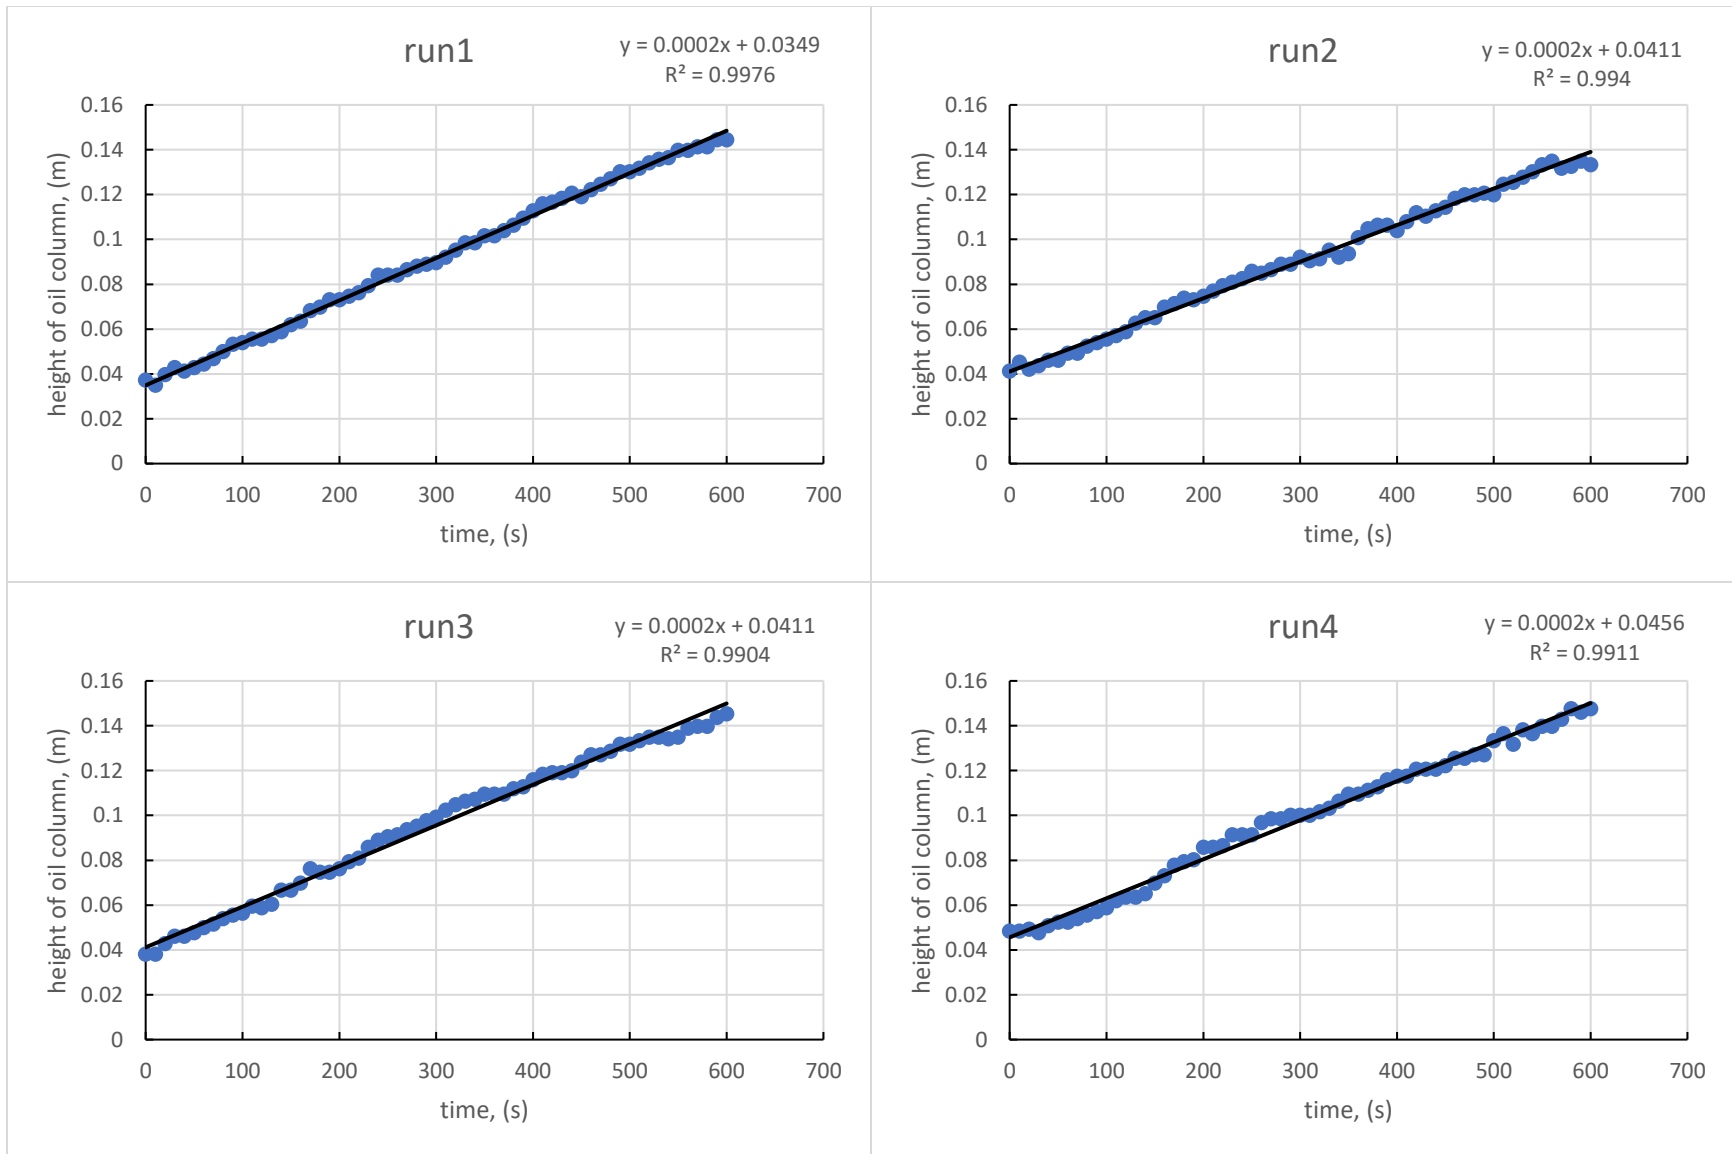 run1
y = 0.0002x + 0.0349
R² = 0.9976
height of oil column, (m)
0.16
0.14
0.12
0.1
0.08
0.06
0.04
0.02
0
0 100 200 300 400 500 600 700
time, (s)
run2
y = 0.0002x + 0.0411
R² = 0.994
height of oil column, (m)
0.16
0.14
0.12
0.1
0.08
0.06
0.04
0.02
0
0 100 200 300 400 500 600 700
time, (s)
run3
y = 0.0002x + 0.0411
R² = 0.9904
height of oil column, (m)
0.16
0.14
0.12
0.1
0.08
0.06
0.04
0.02
0
0 100 200 300 400 500 600 700
time, (s)
run4
y = 0.0002x + 0.0456
R² = 0.9911
height of oil column, (m)
0.16
0.14
0.12
0.1
0.08
0.06
0.04
0.02
0
0 100 200 300 400 500 600 700
time, (s)